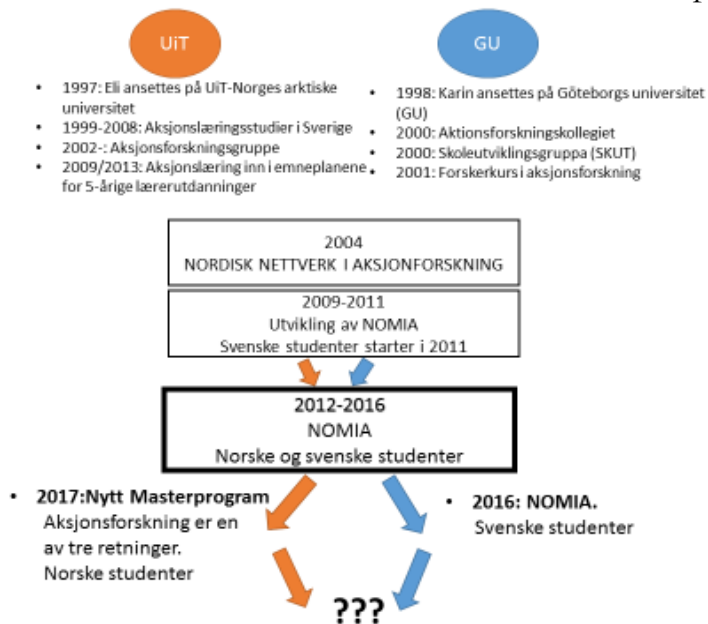 UiT
• 1997: Eli ansettes på UiT-Norges arktiske
universitet
• 1999-2008: Aksjonslæringsstudier i Sverige
• 2002-: Aksjonsforskningsgruppe
• 2009/2013: Aksjonslæring inn i emneplanene
for 5-årige lærerutdanninger
GU
• 1998: Karin ansettes på Göteborgs universitet
(GU)
• 2000: Aktionsforskningskollegiet
• 2000: Skoleutviklingsgruppa (SKUT)
• 2001: Forskerkurs i aksjonsforskning
2004
NORDISK NETTVERK I AKSJONFORSKNING
2009-2011
Utvikling av NOMIA
Svenske studenter starter i 2011
2012-2016
NOMIA
Norske og svenske studenter
• 2017:Nytt Masterprogram
Aksjonsforskning er en
av tre retninger.
Norske studenter
• 2016: NOMIA.
Svenske studenter
???